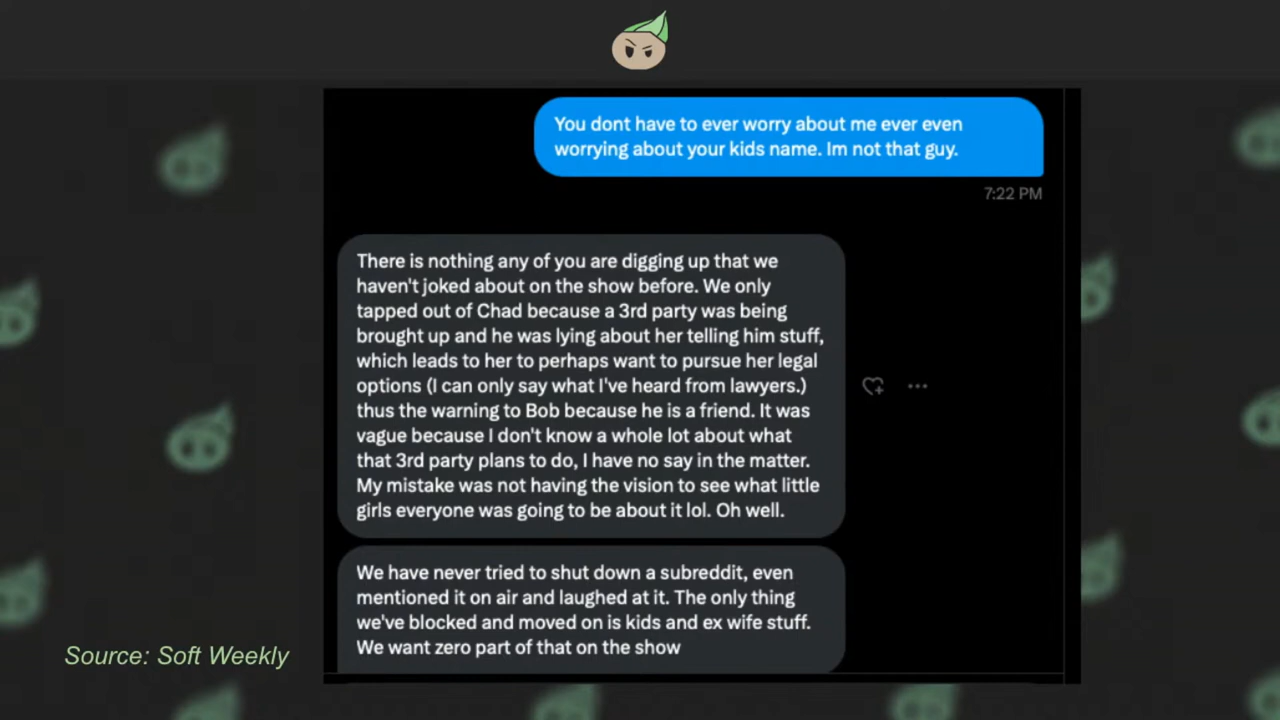 You dont have to ever worry about me ever even
worrying about your kids name. Im not that guy.
7:22 PM
There is nothing any of you are digging up that we
haven't joked about on the show before. We only
tapped out of Chad because a 3rd party was being
brought up and he was lying about her telling him stuff,
which leads to her to perhaps want to pursue her legal
options (I can only say what I've heard from lawyers.)
thus the warning to Bob because he is a friend. It was
vague because I don't know a whole lot about what
that 3rd party plans to do, I have no say in the matter.
My mistake was not having the vision to see what little
girls everyone was going to be about it lol. Oh well.
We have never tried to shut down a subreddit, even
mentioned it on air and laughed at it. The only thing
we've blocked and moved on is kids and ex wife stuff.
We want zero part of that on the show
Source: Soft Weekly